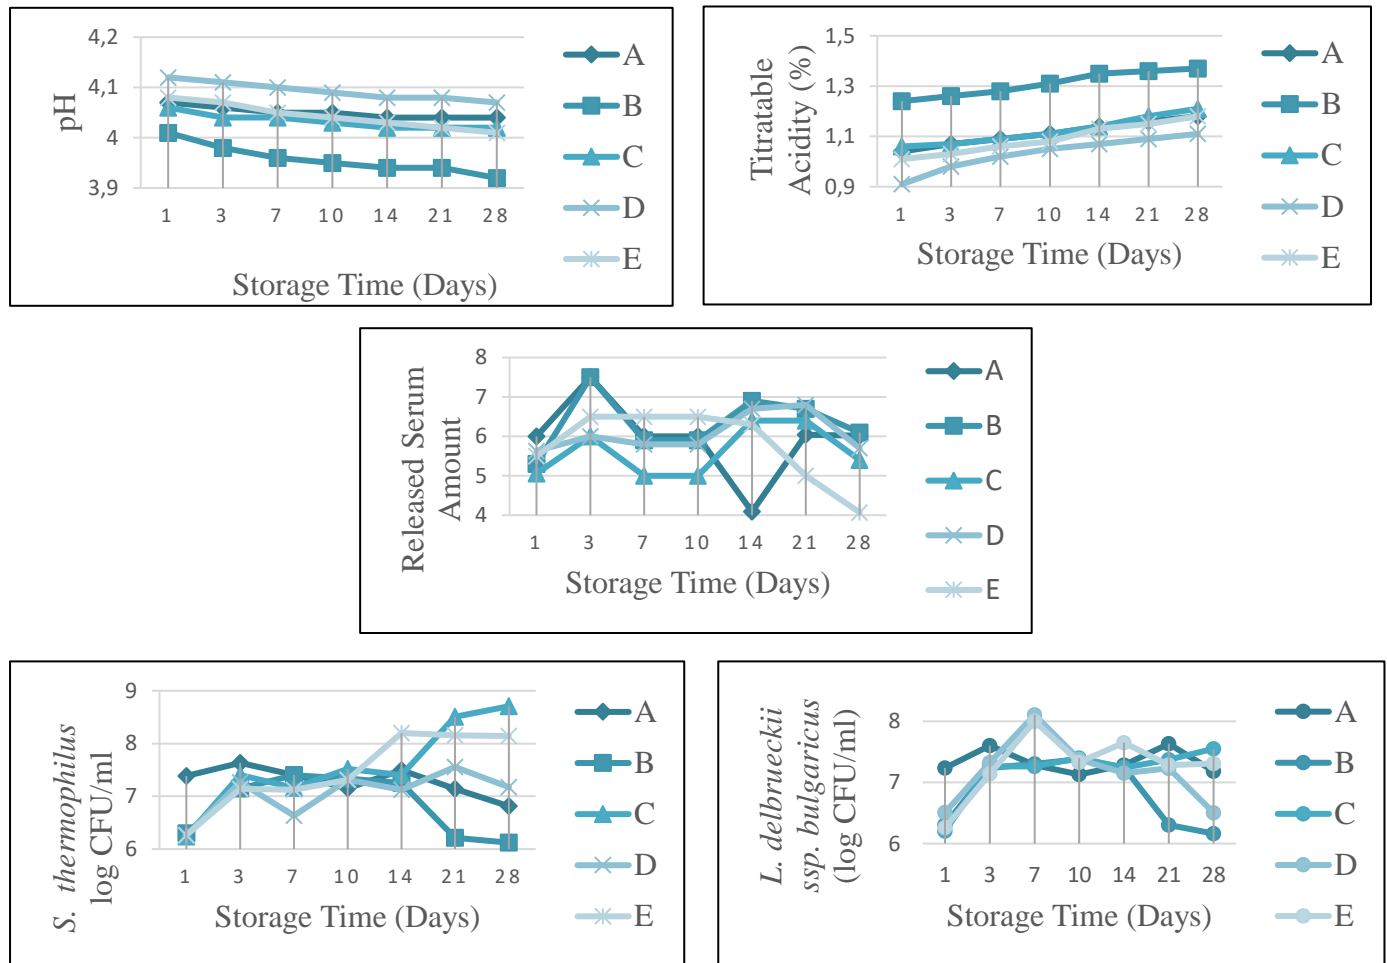 4,2
4,1
4
3,9
pH
1 3 7 10 14 21 28
Storage Time (Days)
A
B
C
D
E
1,5
1,3
1,1
0,9
Titratable
Acidity (%)
1 3 7 10 14 21 28
Storage Time (Days)
A
B
C
D
E
8
7
6
5
4
Released Serum
Amount
1 3 7 10 14 21 28
Storage Time (Days)
A
B
C
D
E
9
8
7
6
S. thermophilus
log CFU/ml
1 3 7 10 14 21 28
Storage Time (Days)
A
B
C
D
E
8
7
6
L. delbrueckii
ssp. bulgaricus
(log CFU/ml)
1 3 7 10 14 21 28
Storage Time (Days)
A
B
C
D
E